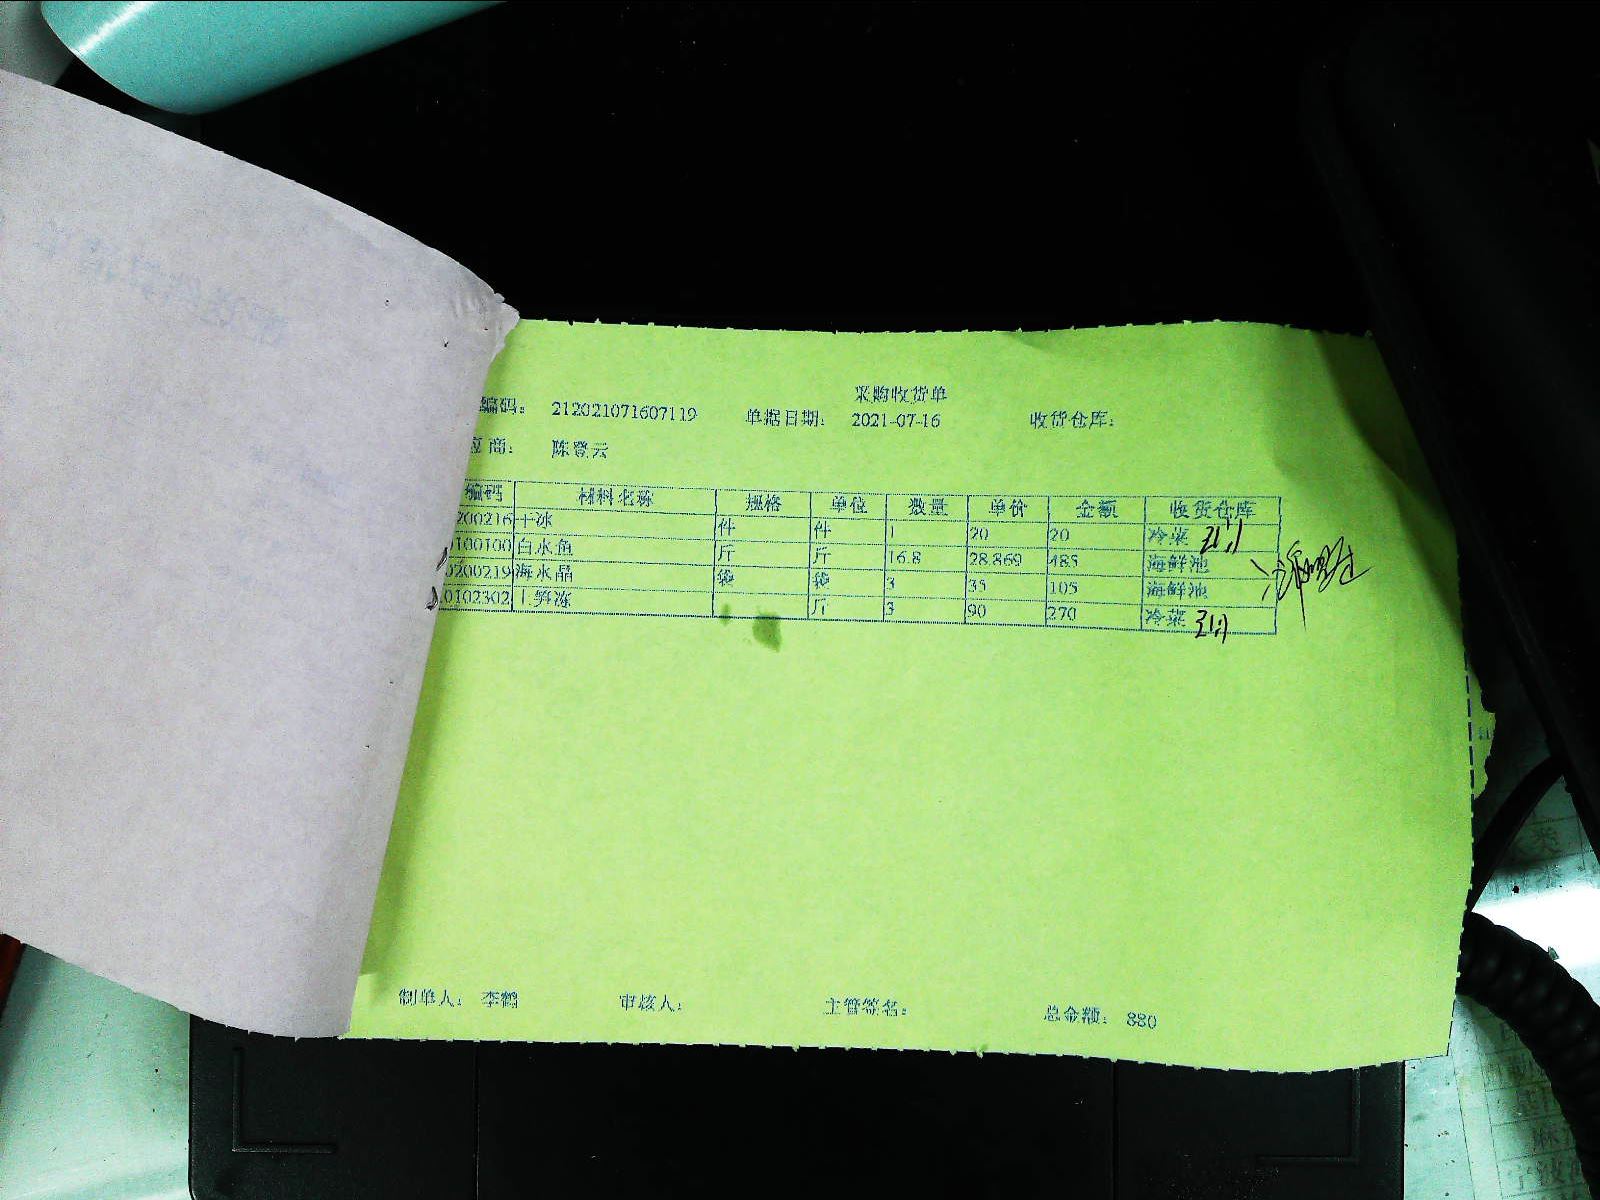 采购收货单
编码： 212021071607119 单据日期： 2021-07-16 收货仓库：
应商： 陈登云
编码 材料名称 规格 单位 数量 单价 金额 收货仓库
200216 干冰 件 件 1 20 20 冷菜
0100100 白水鱼 斤 斤 16.8 28.869 485 海鲜池
0200219 海水晶 袋 袋 3 35 105 海鲜池
0102302 土笋冻 斤 3 90 270 冷菜
制单人： 李鹤 审核人： 主管签名： 总金额： 880